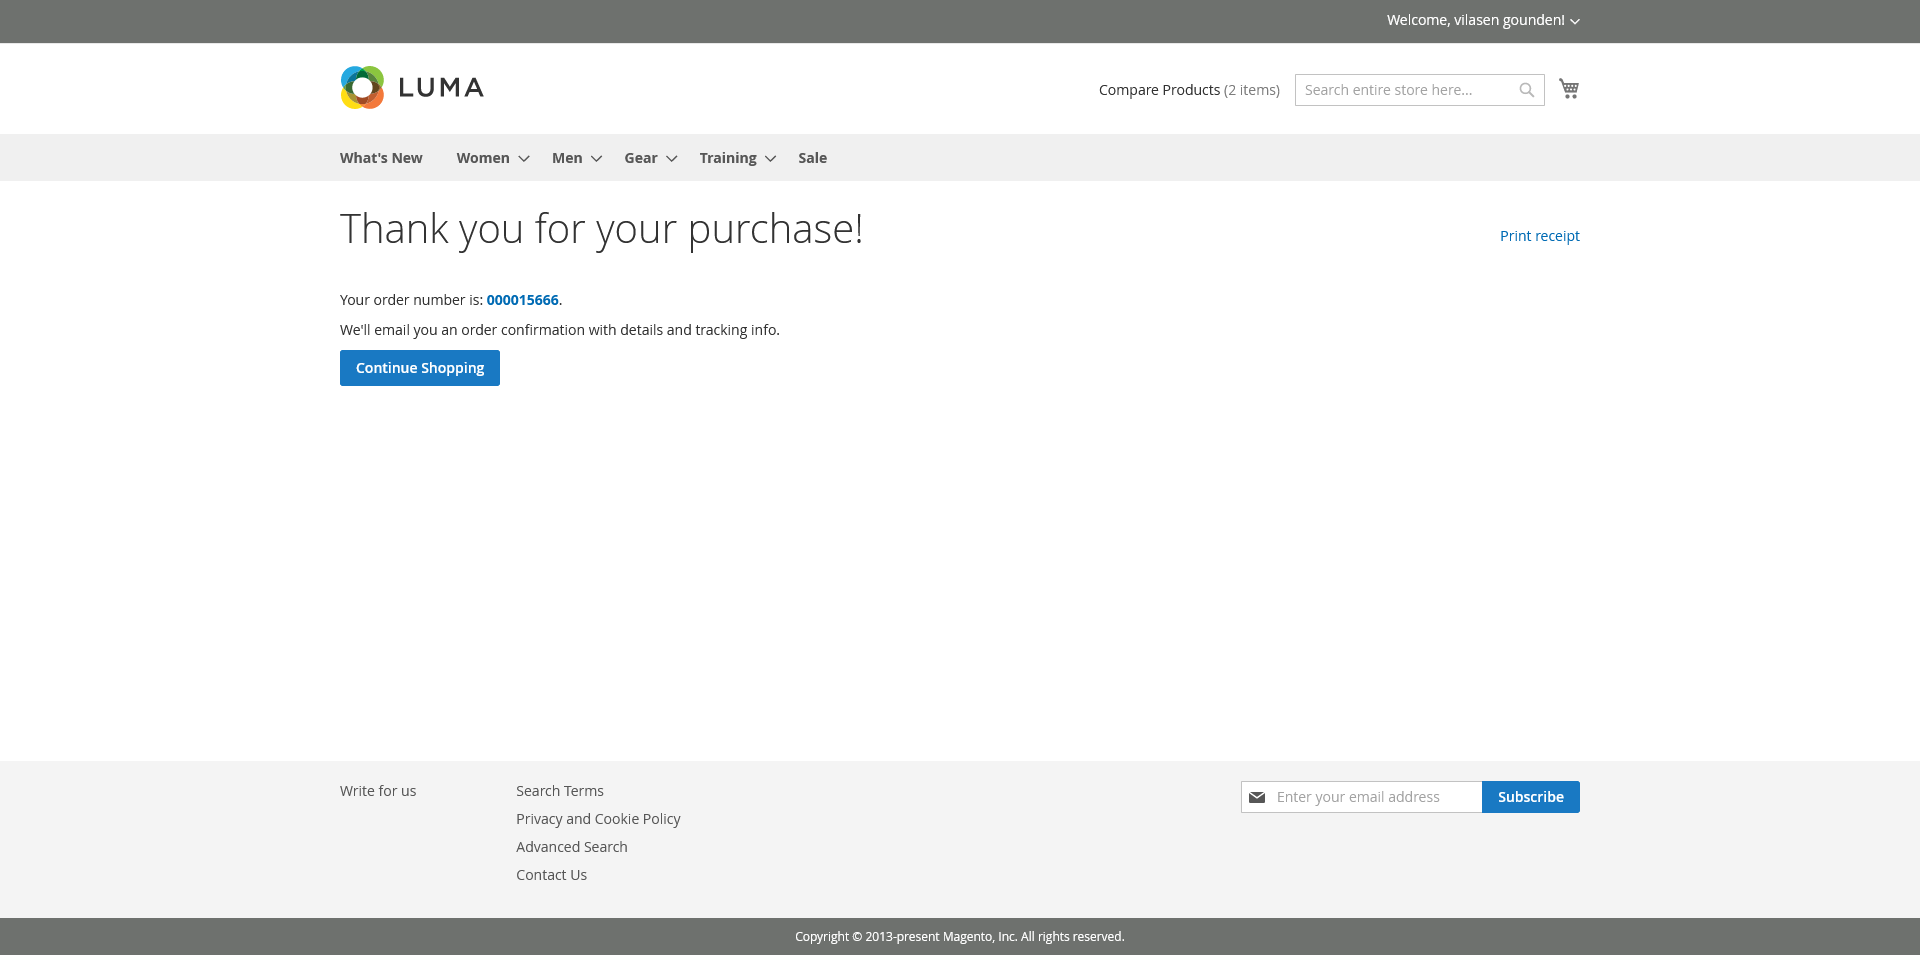 Welcome, vilasen gounden!
LUMA
Compare Products (2 items)
Search entire store here...
What's New Women Men Gear Training Sale
Thank you for your purchase!
Print receipt
Your order number is: 000015666.
We'll email you an order confirmation with details and tracking info.
Continue Shopping
Write for us
Search Terms
Privacy and Cookie Policy
Advanced Search
Contact Us
Enter your email address
Subscribe
Copyright © 2013-present Magento, Inc. All rights reserved.